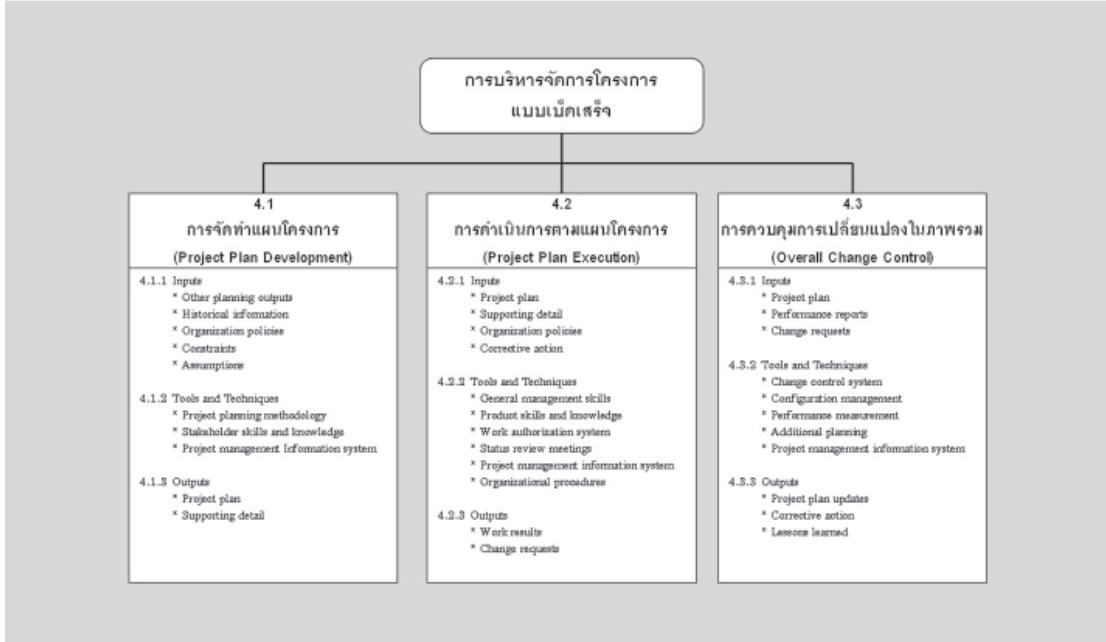 การบริหารจัดการโครงการ
แบบเบ็ดเสร็จ
4.1
การจัดทำแผนโครงการ
(Project Plan Development)
4.1.1 Inputs
* Other planning outputs
* Historical information
* Organization policies
* Constraints
* Assumptions
4.1.2 Tools and Techniques
* Project planning methodology
* Stakeholder skills and knowledge
* Project management Information system
4.1.3 Outputs
* Project plan
* Supporting detail
4.2
การดำเนินการตามแผนโครงการ
(Project Plan Execution)
4.2.1 Inputs
* Project plan
* Supporting detail
* Organization policies
* Corrective action
4.2.2 Tools and Techniques
* General management skills
* Product skills and knowledge
* Work authorization system
* Status review meetings
* Project management information system
* Organizational procedures
4.2.3 Outputs
* Work results
* Change requests
4.3
การควบคุมการเปลี่ยนแปลงในภาพรวม
(Overall Change Control)
4.3.1 Inputs
* Project plan
* Performance reports
* Change requests
4.3.2 Tools and Techniques
* Change control system
* Configuration management
* Performance measurement
* Additional planning
* Project management information system
4.3.3 Outputs
* Project plan updates
* Corrective action
* Lessons learned